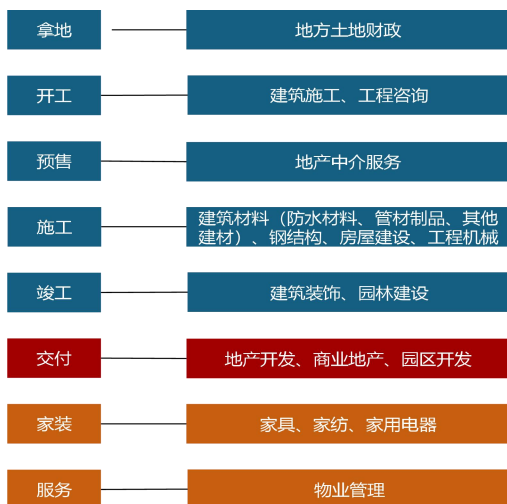 拿地
地方土地财政
开工
建筑施工、工程咨询
预售
地产中介服务
施工
建筑材料（防水材料、管材制品、其他
建材）、钢结构、房屋建设、工程机械
竣工
建筑装饰、园林建设
交付
地产开发、商业地产、园区开发
家装
家具、家纺、家用电器
服务
物业管理